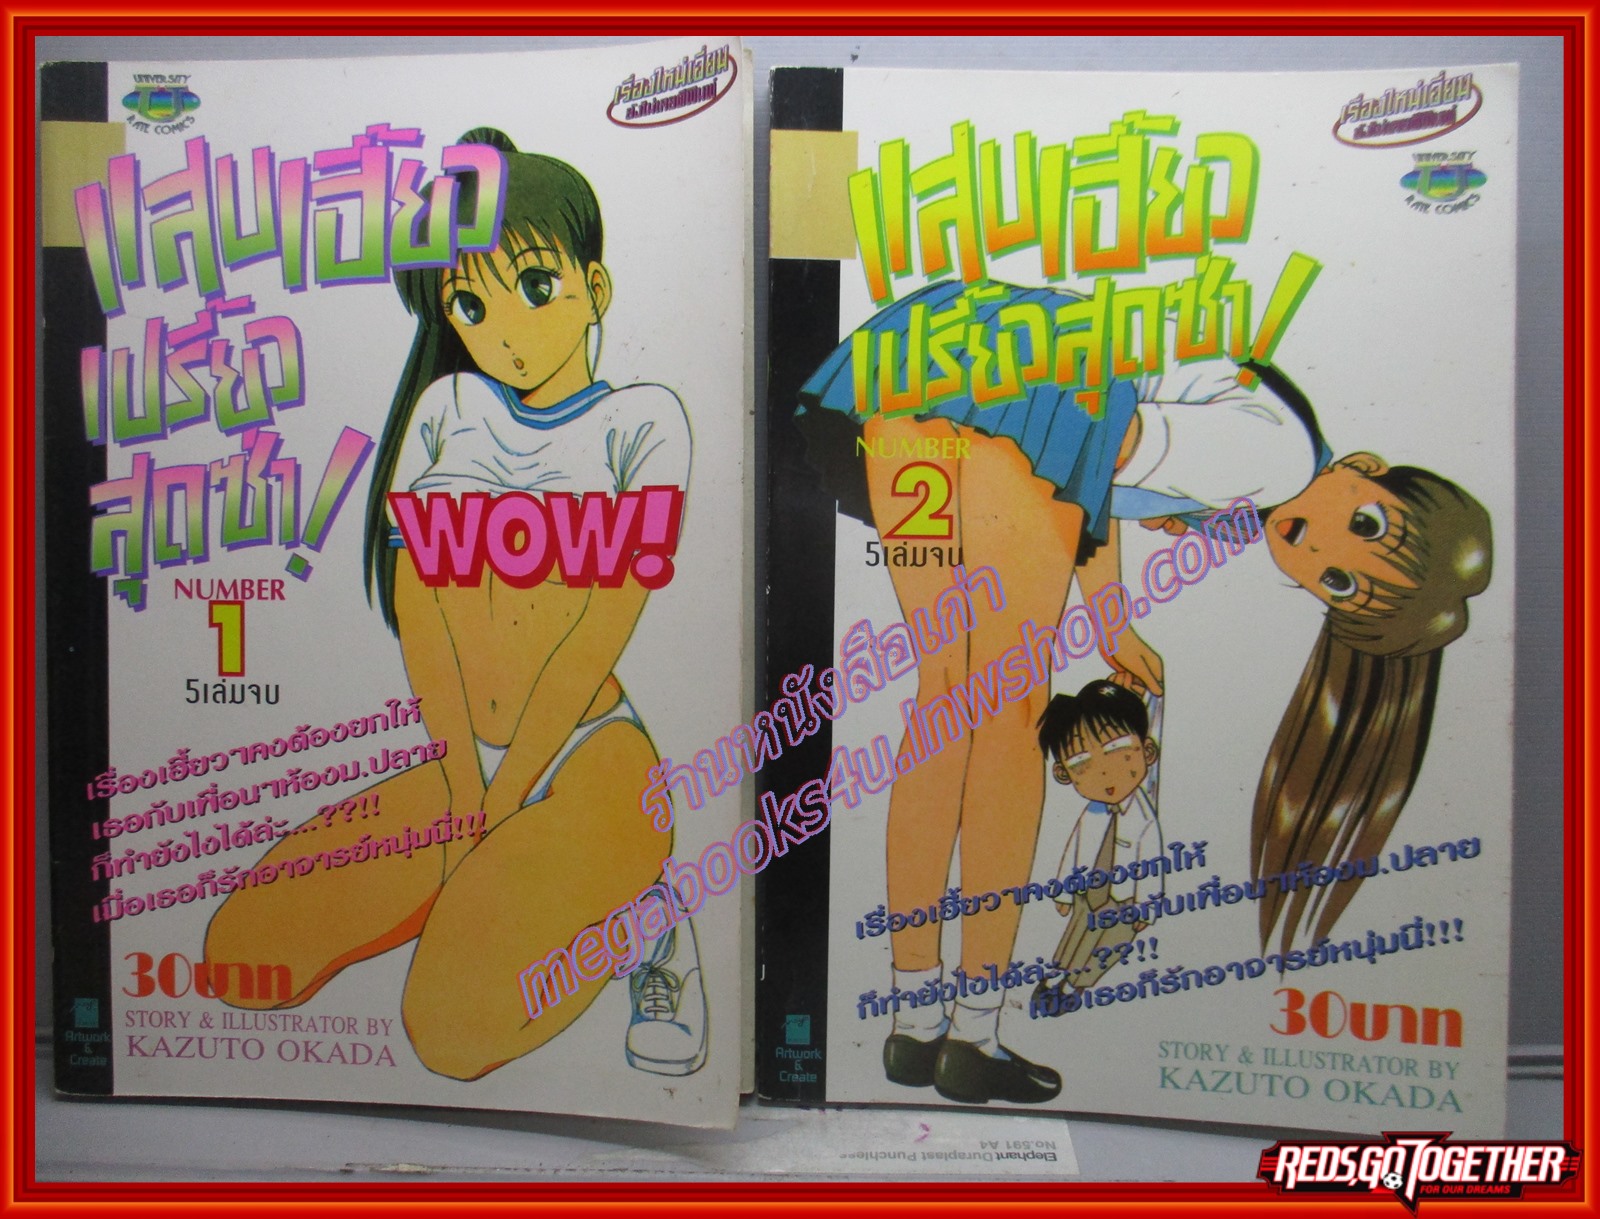 UNIVERSITY
RATE COMICS
เรื่องใหม่เอี่ยม
แสบเฮี้ยว
เปรี้ยว
สุดซ่า!
WOW!
NUMBER
1
5เล่มจบ
เรื่องเฮี้ยวๆคงต้องยกให้
เธอกับเพื่อนๆห้องม.ปลาย
ก็ทำยังไงได้ล่ะ....??!!
เมื่อเธอก็รักอาจารย์หนุ่มนี่!!!
30บาท
STORY & ILLUSTRATOR BY
KAZUTO OKADA
Artwork
&
Create
เรื่องใหม่เอี่ยม
UNIVERSITY
RATE COMICS
แสบเฮี้ยว
เปรี้ยวสุดซ่า!
NUMBER
2
5เล่มจบ
เรื่องเฮี้ยวๆคงต้องยกให้
เธอกับเพื่อนๆห้องม.ปลาย
ก็ทำยังไงได้ล่ะ....??!!
เมื่อเธอก็รักอาจารย์หนุ่มนี่!!!
30บาท
STORY & ILLUSTRATOR BY
KAZUTO OKADA
Artwork
&
Create
ร้านหนังสือเก่า
megabooks4u.lnwshop.com
Elephant Duraplast Punchless
No.591 A4
REDS,GO TOGETHER
FOR OUR DREAMS